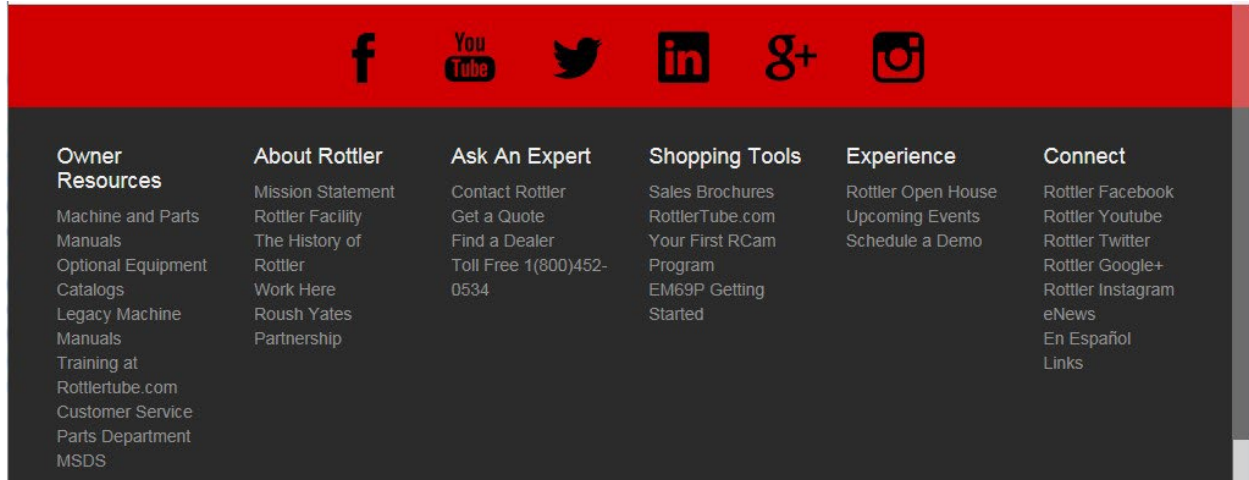 f
You
Tube
in
g+
Owner
Resources
Machine and Parts
Manuals
Optional Equipment
Catalogs
Legacy Machine
Manuals
Training at
Rottlertube.com
Customer Service
Parts Department
MSDS
About Rottler
Mission Statement
Rottler Facility
The History of
Rottler
Work Here
Roush Yates
Partnership
Ask An Expert
Contact Rottler
Get a Quote
Find a Dealer
Toll Free 1(800)452-
0534
Shopping Tools
Sales Brochures
RottlerTube.com
Your First RCam
Program
EM69P Getting
Started
Experience
Rottler Open House
Upcoming Events
Schedule a Demo
Connect
Rottler Facebook
Rottler Youtube
Rottler Twitter
Rottler Google+
Rottler Instagram
eNews
En Español
Links